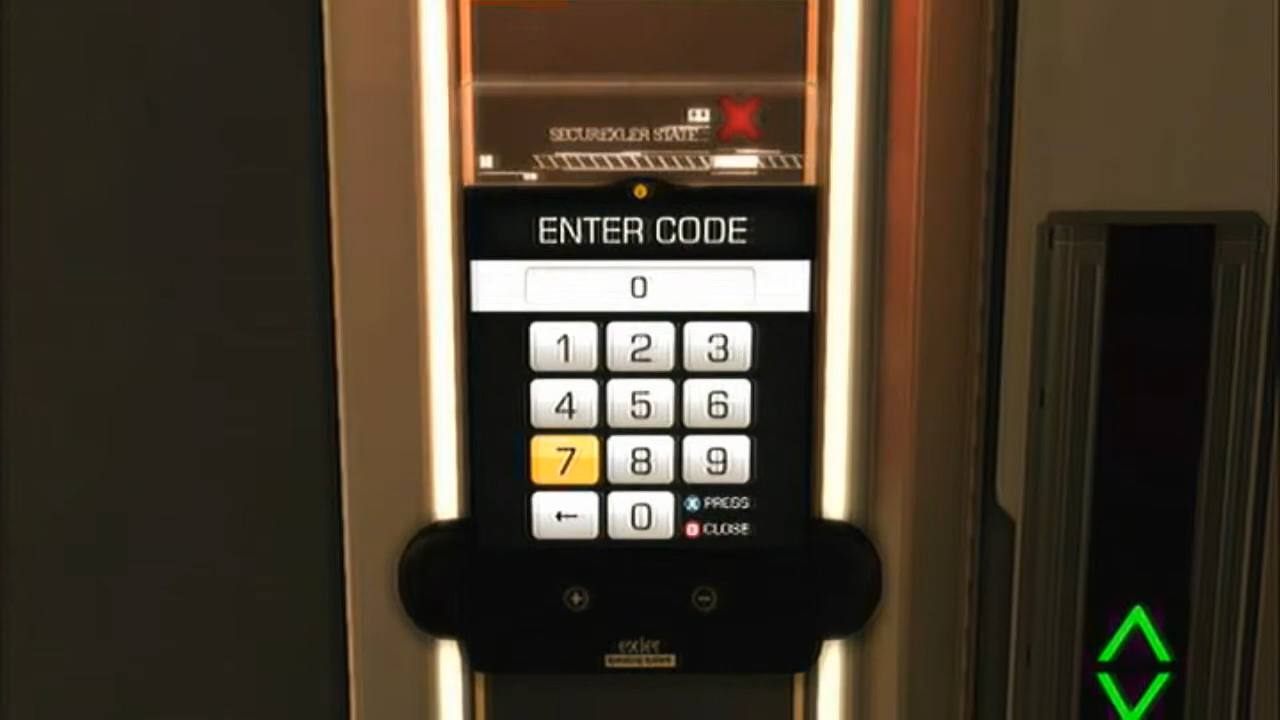 SECUREXLER STATE
ENTER CODE
0
1 2 3
4 5 6
7 8 9
← 0
X PRESS
O CLOSE
exler